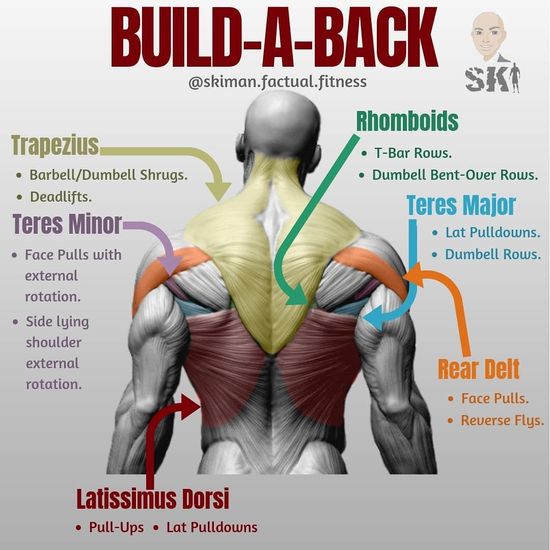 BUILD-A-BACK
@skiman.factual.fitness
SKI
Trapezius
• Barbell/Dumbell Shrugs.
• Deadlifts.
Rhomboids
• T-Bar Rows.
• Dumbell Bent-Over Rows.
Teres Minor
• Face Pulls with
external
rotation.
• Side lying
shoulder
external
rotation.
Teres Major
• Lat Pulldowns.
• Dumbell Rows.
Rear Delt
• Face Pulls.
• Reverse Flys.
Latissimus Dorsi
• Pull-Ups • Lat Pulldowns